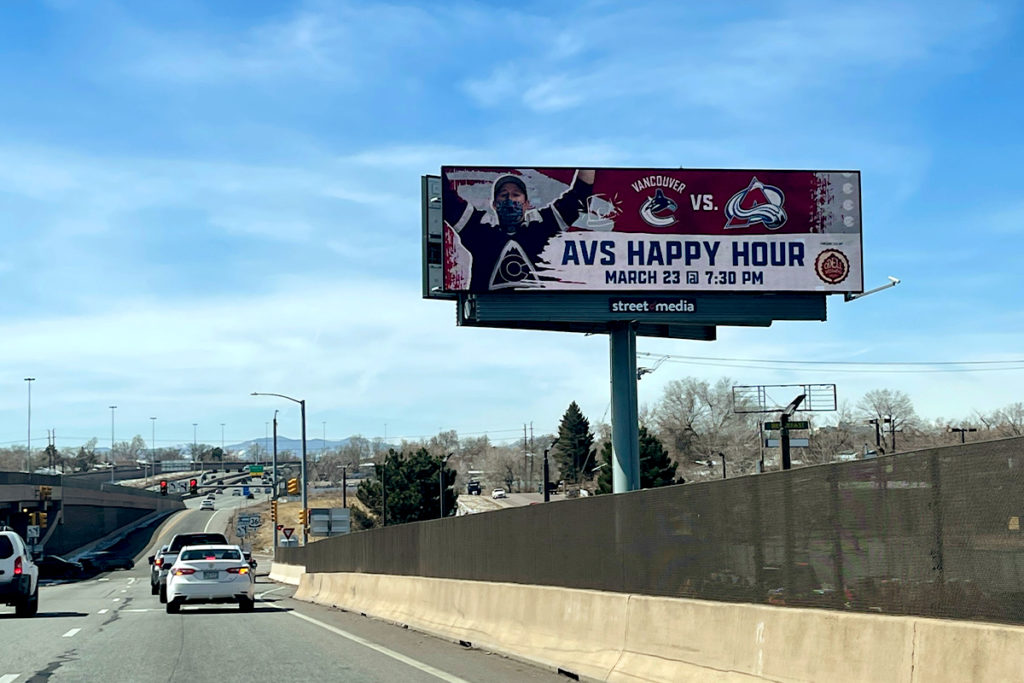 VANCOUVER
VS.
AVS HAPPY HOUR
MARCH 23 @ 7:30 PM
street media